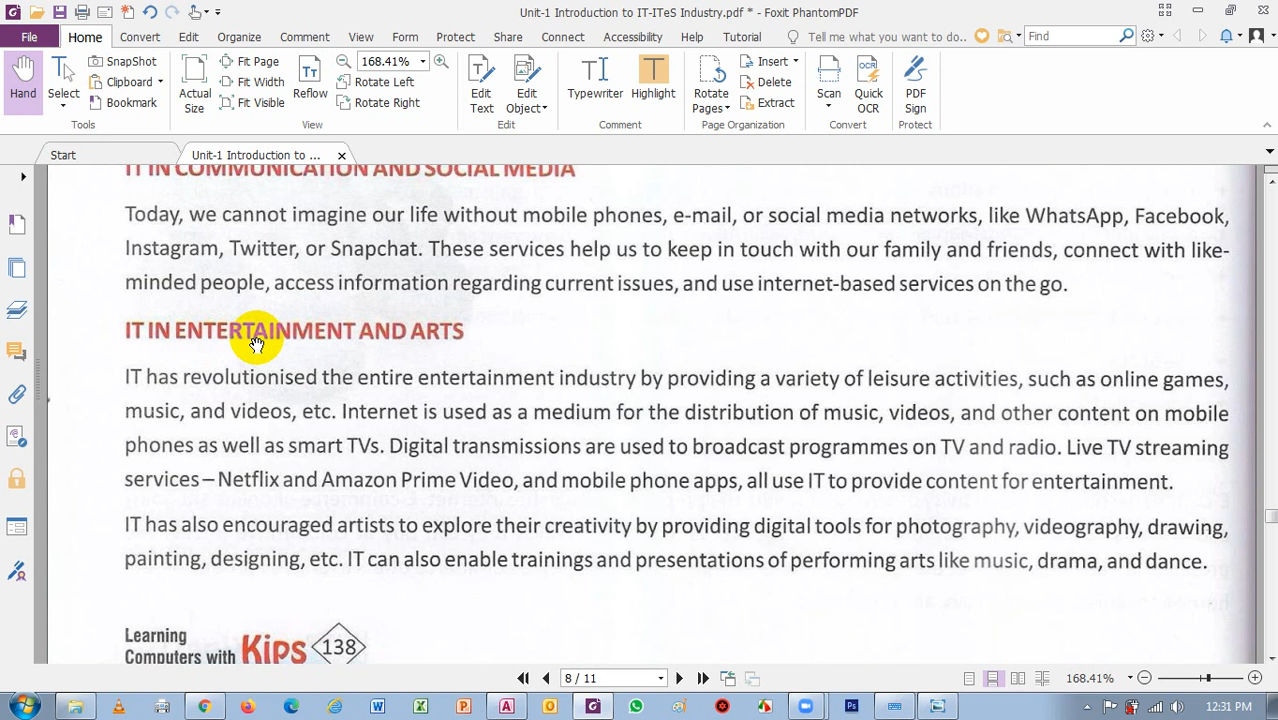 Unit-1 Introduction to IT-ITeS Industry.pdf * - Foxit PhantomPDF
File Home Convert Edit Organize Comment View Form Protect Share Connect Accessibility Help Tutorial Tell me what you want to do.. Find
Hand
Select
SnapShot
Clipboard
Bookmark
Tools
Actual Size
Fit Page
Fit Width
Fit Visible
Reflow
168.41%
Rotate Left
Rotate Right
View
Edit Text
Edit Object
Edit
Typewriter
Highlight
Comment
Rotate Pages
Insert
Delete
Extract
Page Organization
Scan
Quick OCR
Convert
PDF Sign
Protect
Start
Unit-1 Introduction to ...
IT IN COMMUNICATION AND SOCIAL MEDIA
Today, we cannot imagine our life without mobile phones, e-mail, or social media networks, like WhatsApp, Facebook,
Instagram, Twitter, or Snapchat. These services help us to keep in touch with our family and friends, connect with like-
minded people, access information regarding current issues, and use internet-based services on the go.
IT IN ENTERTAINMENT AND ARTS
IT has revolutionised the entire entertainment industry by providing a variety of leisure activities, such as online games,
music, and videos, etc. Internet is used as a medium for the distribution of music, videos, and other content on mobile
phones as well as smart TVs. Digital transmissions are used to broadcast programmes on TV and radio. Live TV streaming
services – Netflix and Amazon Prime Video, and mobile phone apps, all use IT to provide content for entertainment.
IT has also encouraged artists to explore their creativity by providing digital tools for photography, videography, drawing,
painting, designing, etc. IT can also enable trainings and presentations of performing arts like music, drama, and dance.
Learning
Computers with Kips 138
8 / 11
168.41%
12:31 PM